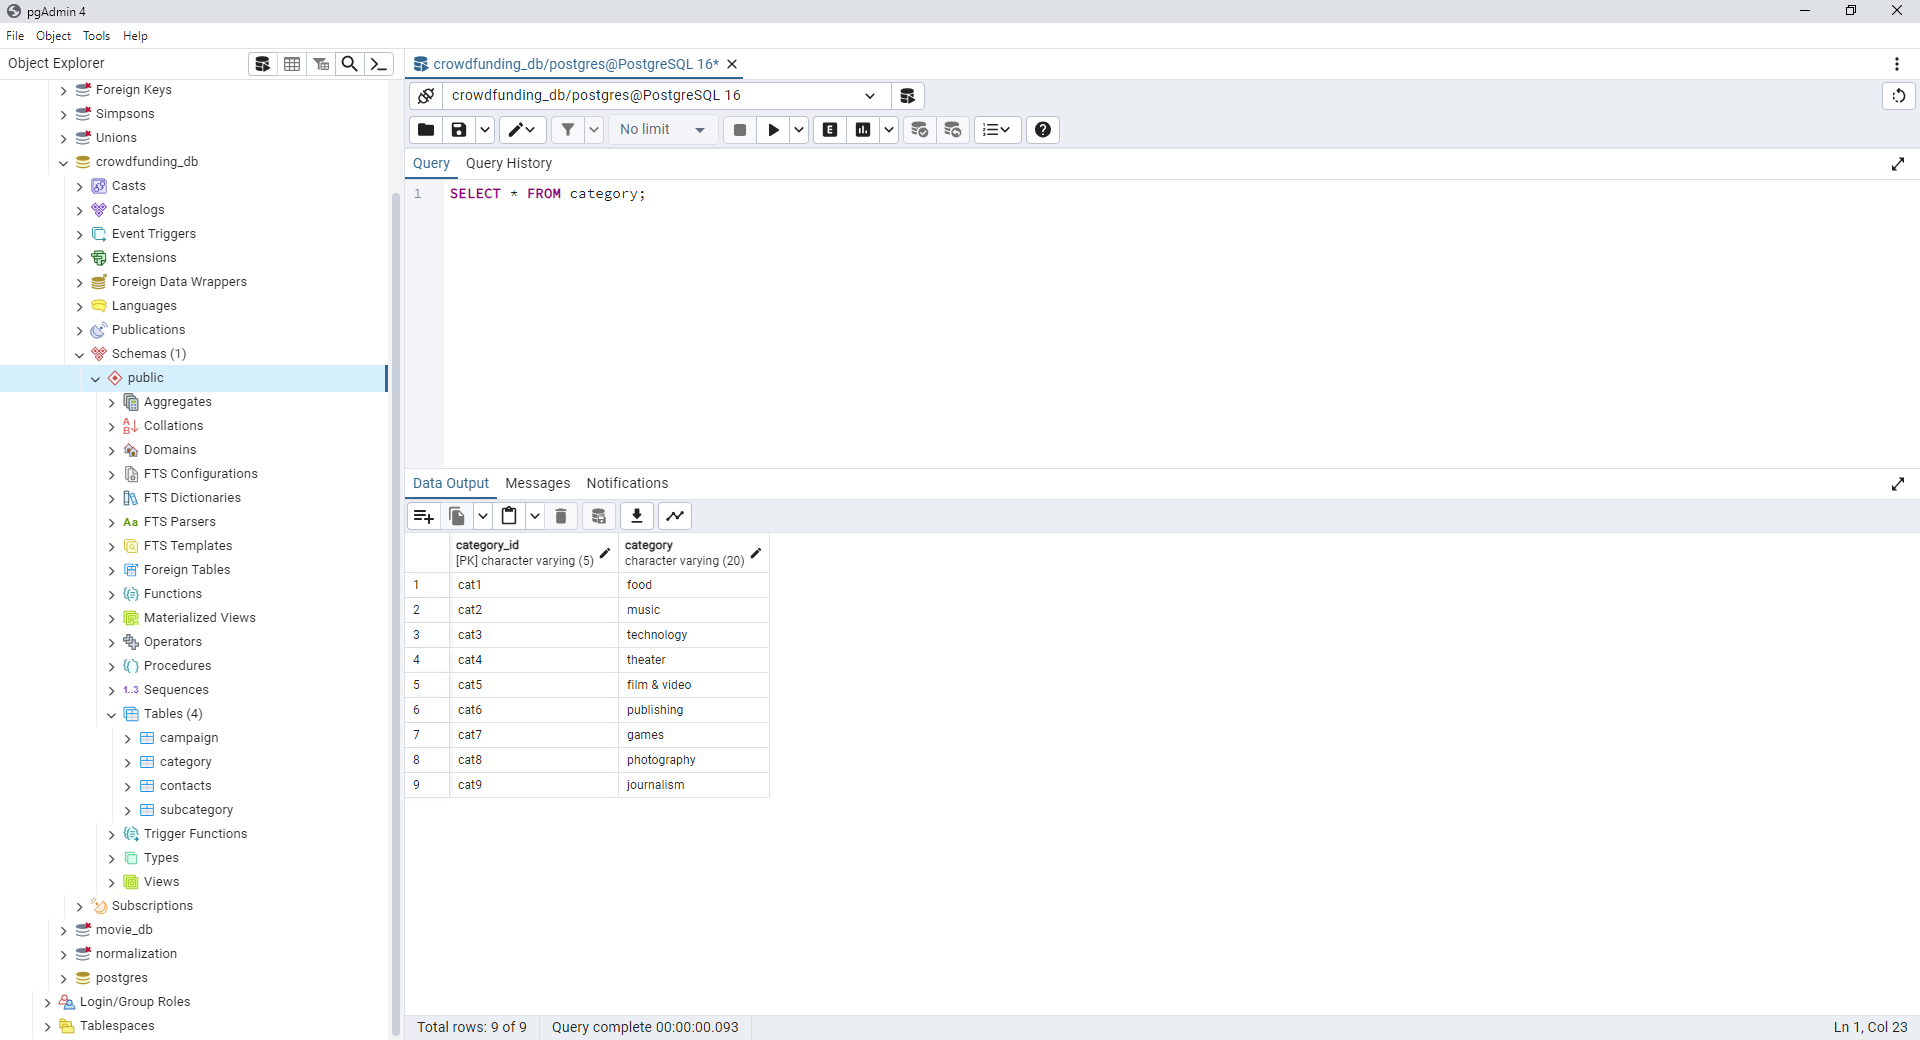 pgAdmin 4
File Object Tools Help
Object Explorer
Foreign Keys
Simpsons
Unions
crowdfunding_db
Casts
Catalogs
Event Triggers
Extensions
Foreign Data Wrappers
Languages
Publications
Schemas (1)
public
Aggregates
Collations
Domains
FTS Configurations
FTS Dictionaries
Aa FTS Parsers
FTS Templates
Foreign Tables
Functions
Materialized Views
Operators
Procedures
1..3 Sequences
Tables (4)
campaign
category
contacts
subcategory
Trigger Functions
Types
Views
Subscriptions
movie_db
normalization
postgres
Login/Group Roles
Tablespaces
crowdfunding_db/postgres@PostgreSQL 16*
crowdfunding_db/postgres@PostgreSQL 16
No limit
E
Query Query History
1 SELECT * FROM category;
Data Output Messages Notifications
category_id category
[PK] character varying (5) character varying (20)
1 cat1 food
2 cat2 music
3 cat3 technology
4 cat4 theater
5 cat5 film & video
6 cat6 publishing
7 cat7 games
8 cat8 photography
9 cat9 journalism
Total rows: 9 of 9 Query complete 00:00:00.093 Ln 1, Col 23